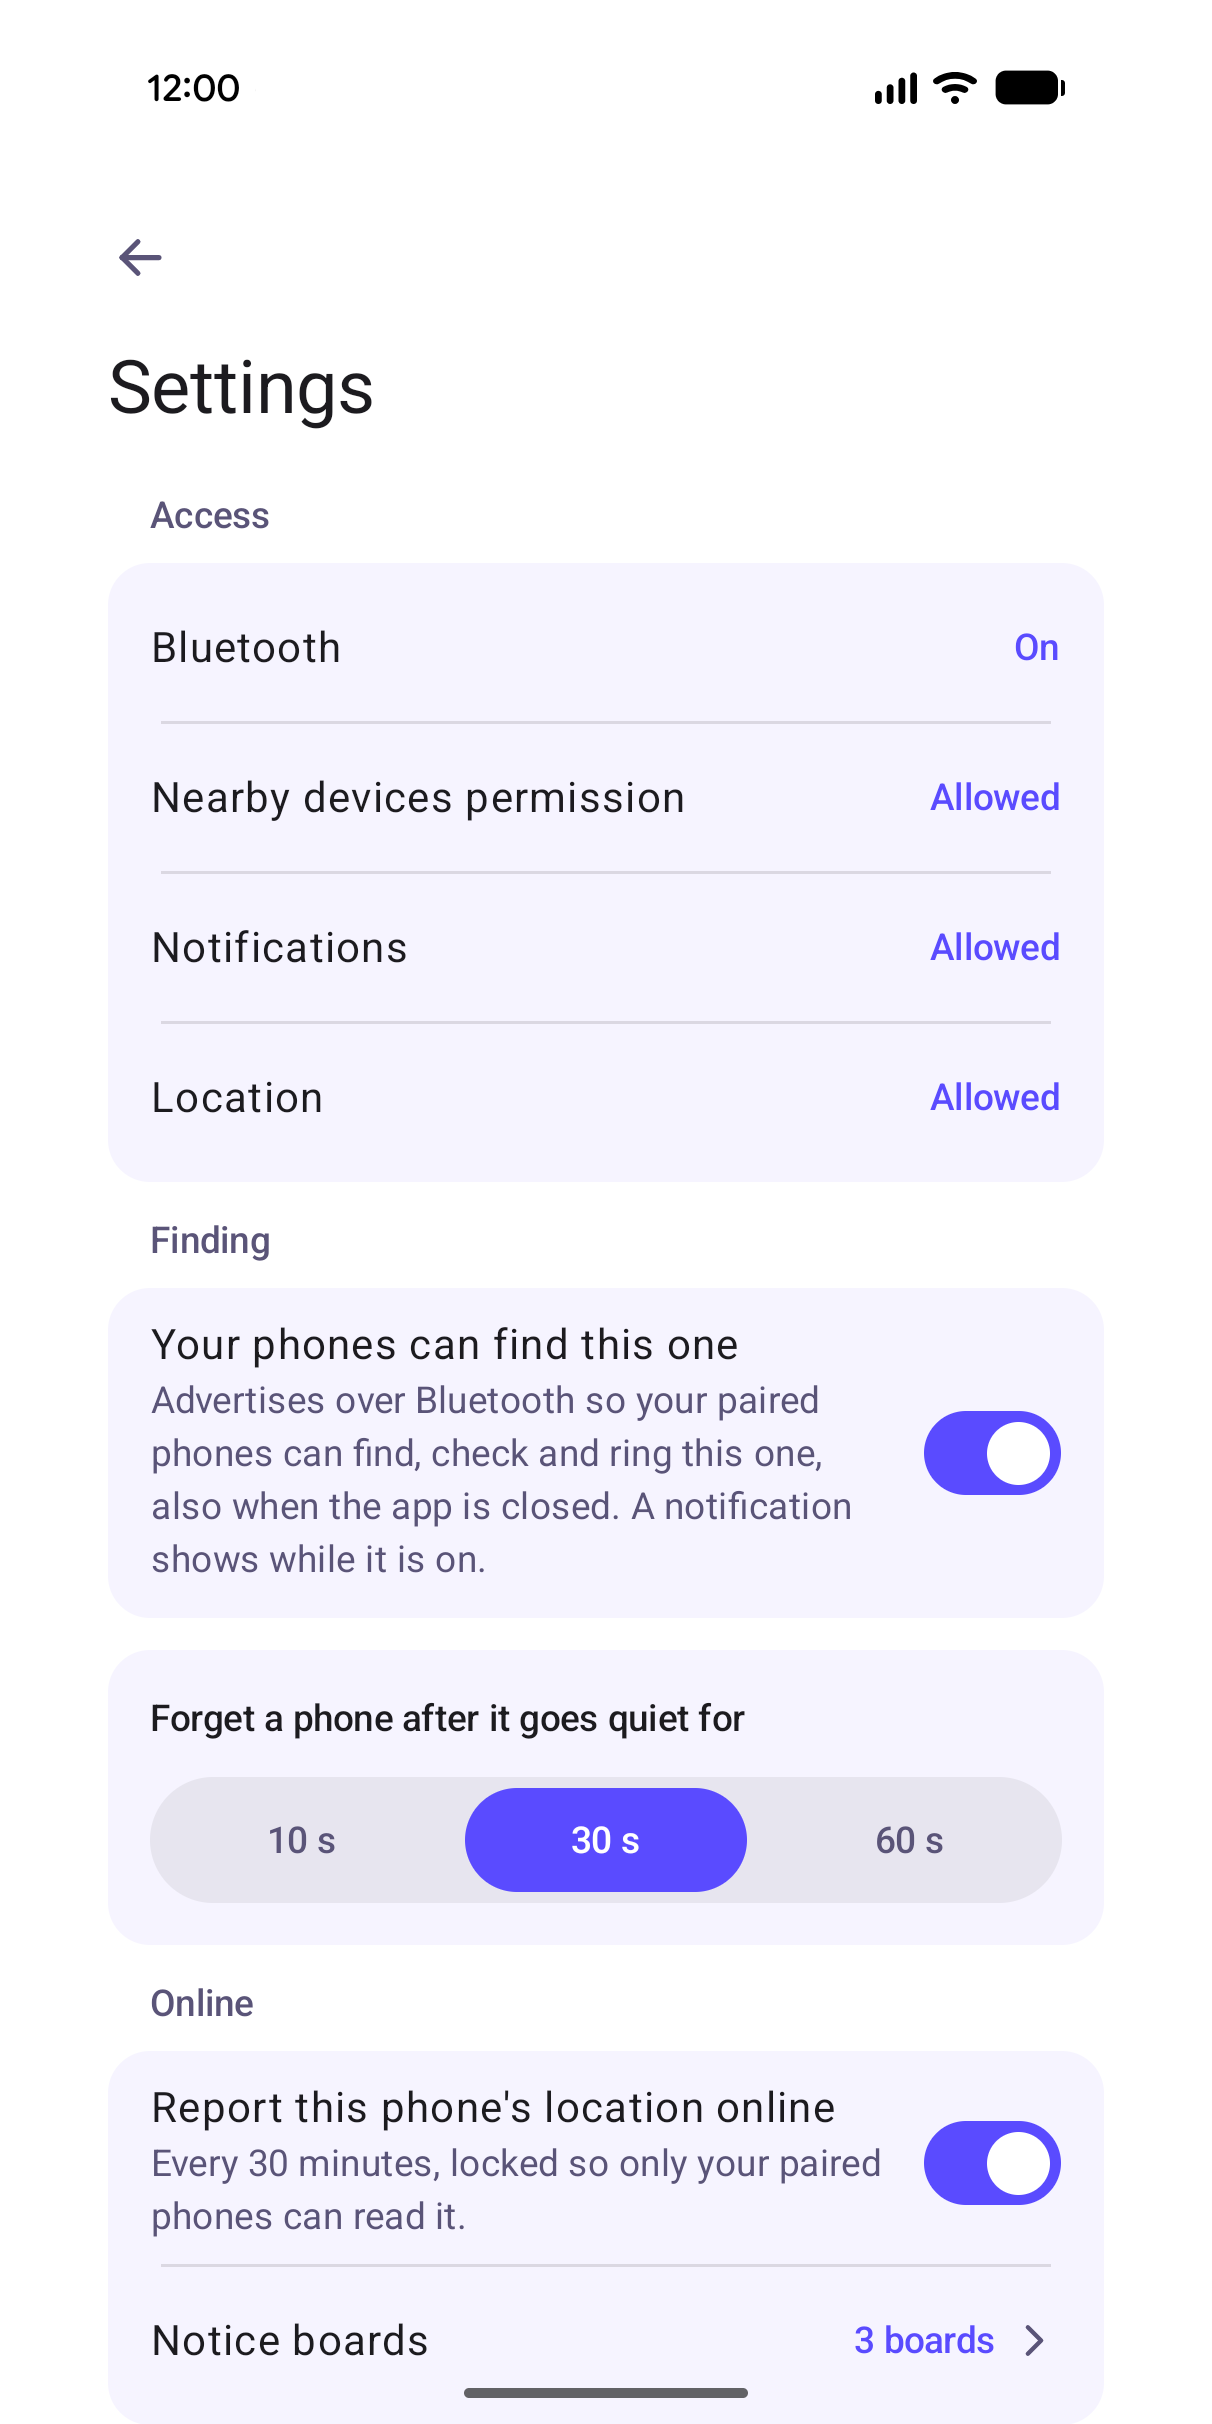 12:00
Settings
Access
Bluetooth On
Nearby devices permission Allowed
Notifications Allowed
Location Allowed
Finding
Your phones can find this one
Advertises over Bluetooth so your paired
phones can find, check and ring this one,
also when the app is closed. A notification
shows while it is on.
Forget a phone after it goes quiet for
10 s 30 s 60 s
Online
Report this phone's location online
Every 30 minutes, locked so only your paired
phones can read it.
Notice boards 3 boards